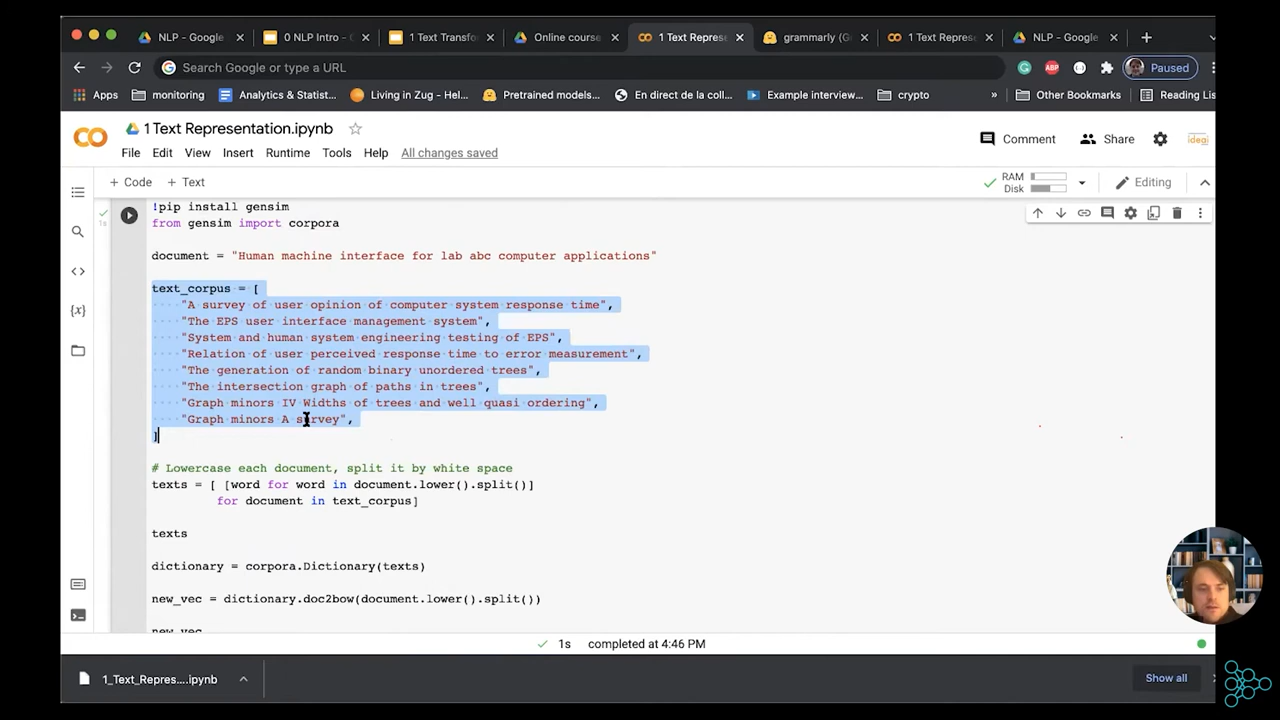 NLP - Google
0 NLP Intro - G
1 Text Transfo
Online course
1 Text Represe
grammarly (Gr
1 Text Represe
NLP - Google
Search Google or type a URL
ABP
Paused
Apps
monitoring
Analytics & Statist...
Living in Zug - Hel...
Pretrained models...
En direct de la coll...
Example interview...
crypto
»
Other Bookmarks
Reading Lis
1 Text Representation.ipynb
File Edit View Insert Runtime Tools Help All changes saved
Comment
Share
+ Code + Text
RAM
Disk
Editing
1s
!pip install gensim
from gensim import corpora
document = "Human machine interface for lab abc computer applications"
text_corpus = [
"A survey of user opinion of computer system response time",
"The EPS user interface management system",
"System and human system engineering testing of EPS",
"Relation of user perceived response time to error measurement",
"The generation of random binary unordered trees",
"The intersection graph of paths in trees",
"Graph minors IV Widths of trees and well quasi ordering",
"Graph minors A survey",
]
# Lowercase each document, split it by white space
texts = [ [word for word in document.lower().split()]
for document in text_corpus]
texts
dictionary = corpora.Dictionary(texts)
new_vec = dictionary.doc2bow(document.lower().split())
new_vec
1s completed at 4:46 PM
1_Text_Repres....ipynb
Show all